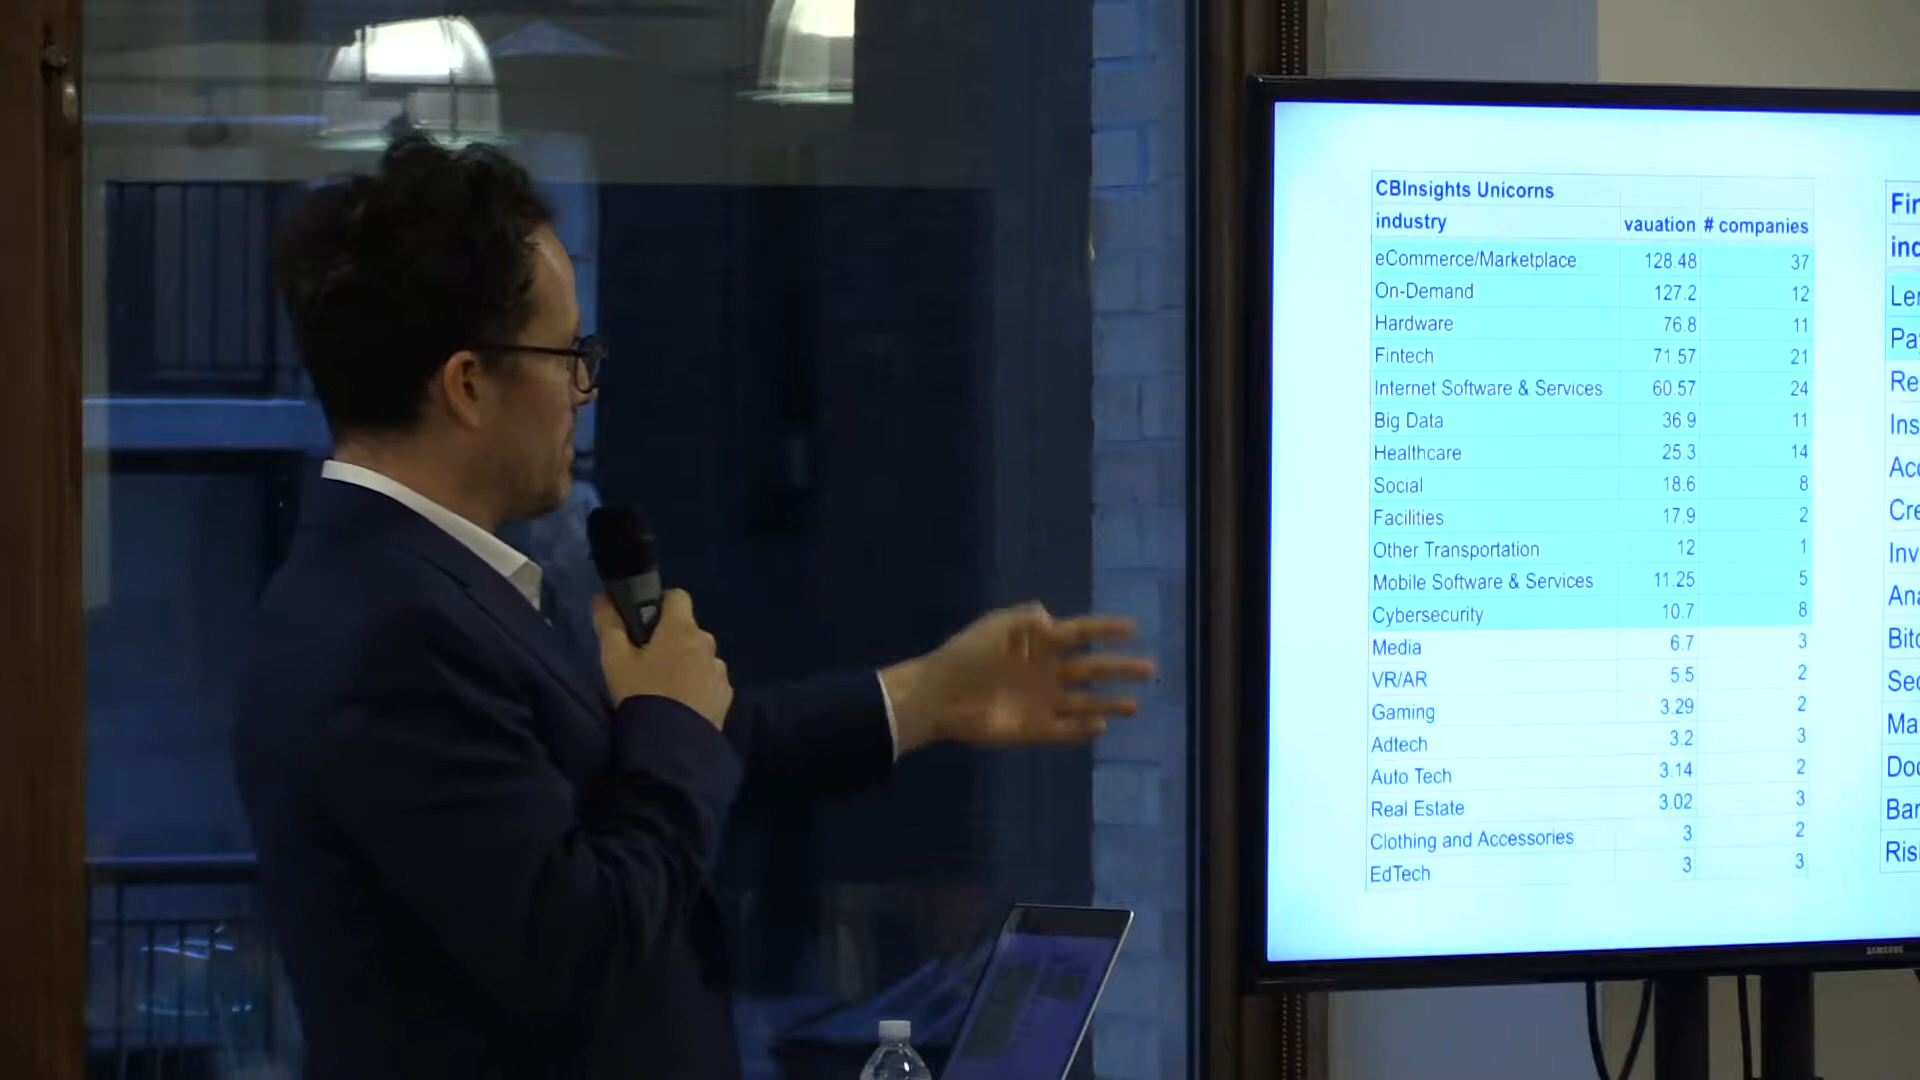 CBInsights Unicorns
industry vauation # companies
eCommerce/Marketplace 128.48 37
On-Demand 127.2 12
Hardware 76.8 11
Fintech 71.57 21
Internet Software & Services 60.57 24
Big Data 36.9 11
Healthcare 25.3 14
Social 18.6 8
Facilities 17.9 2
Other Transportation 12 1
Mobile Software & Services 11.25 5
Cybersecurity 10.7 8
Media 6.7 3
VR/AR 5.5 2
Gaming 3.29 2
Adtech 3.2 3
Auto Tech 3.14 2
Real Estate 3.02 3
Clothing and Accessories 3 2
EdTech 3 3
SAMSUNG